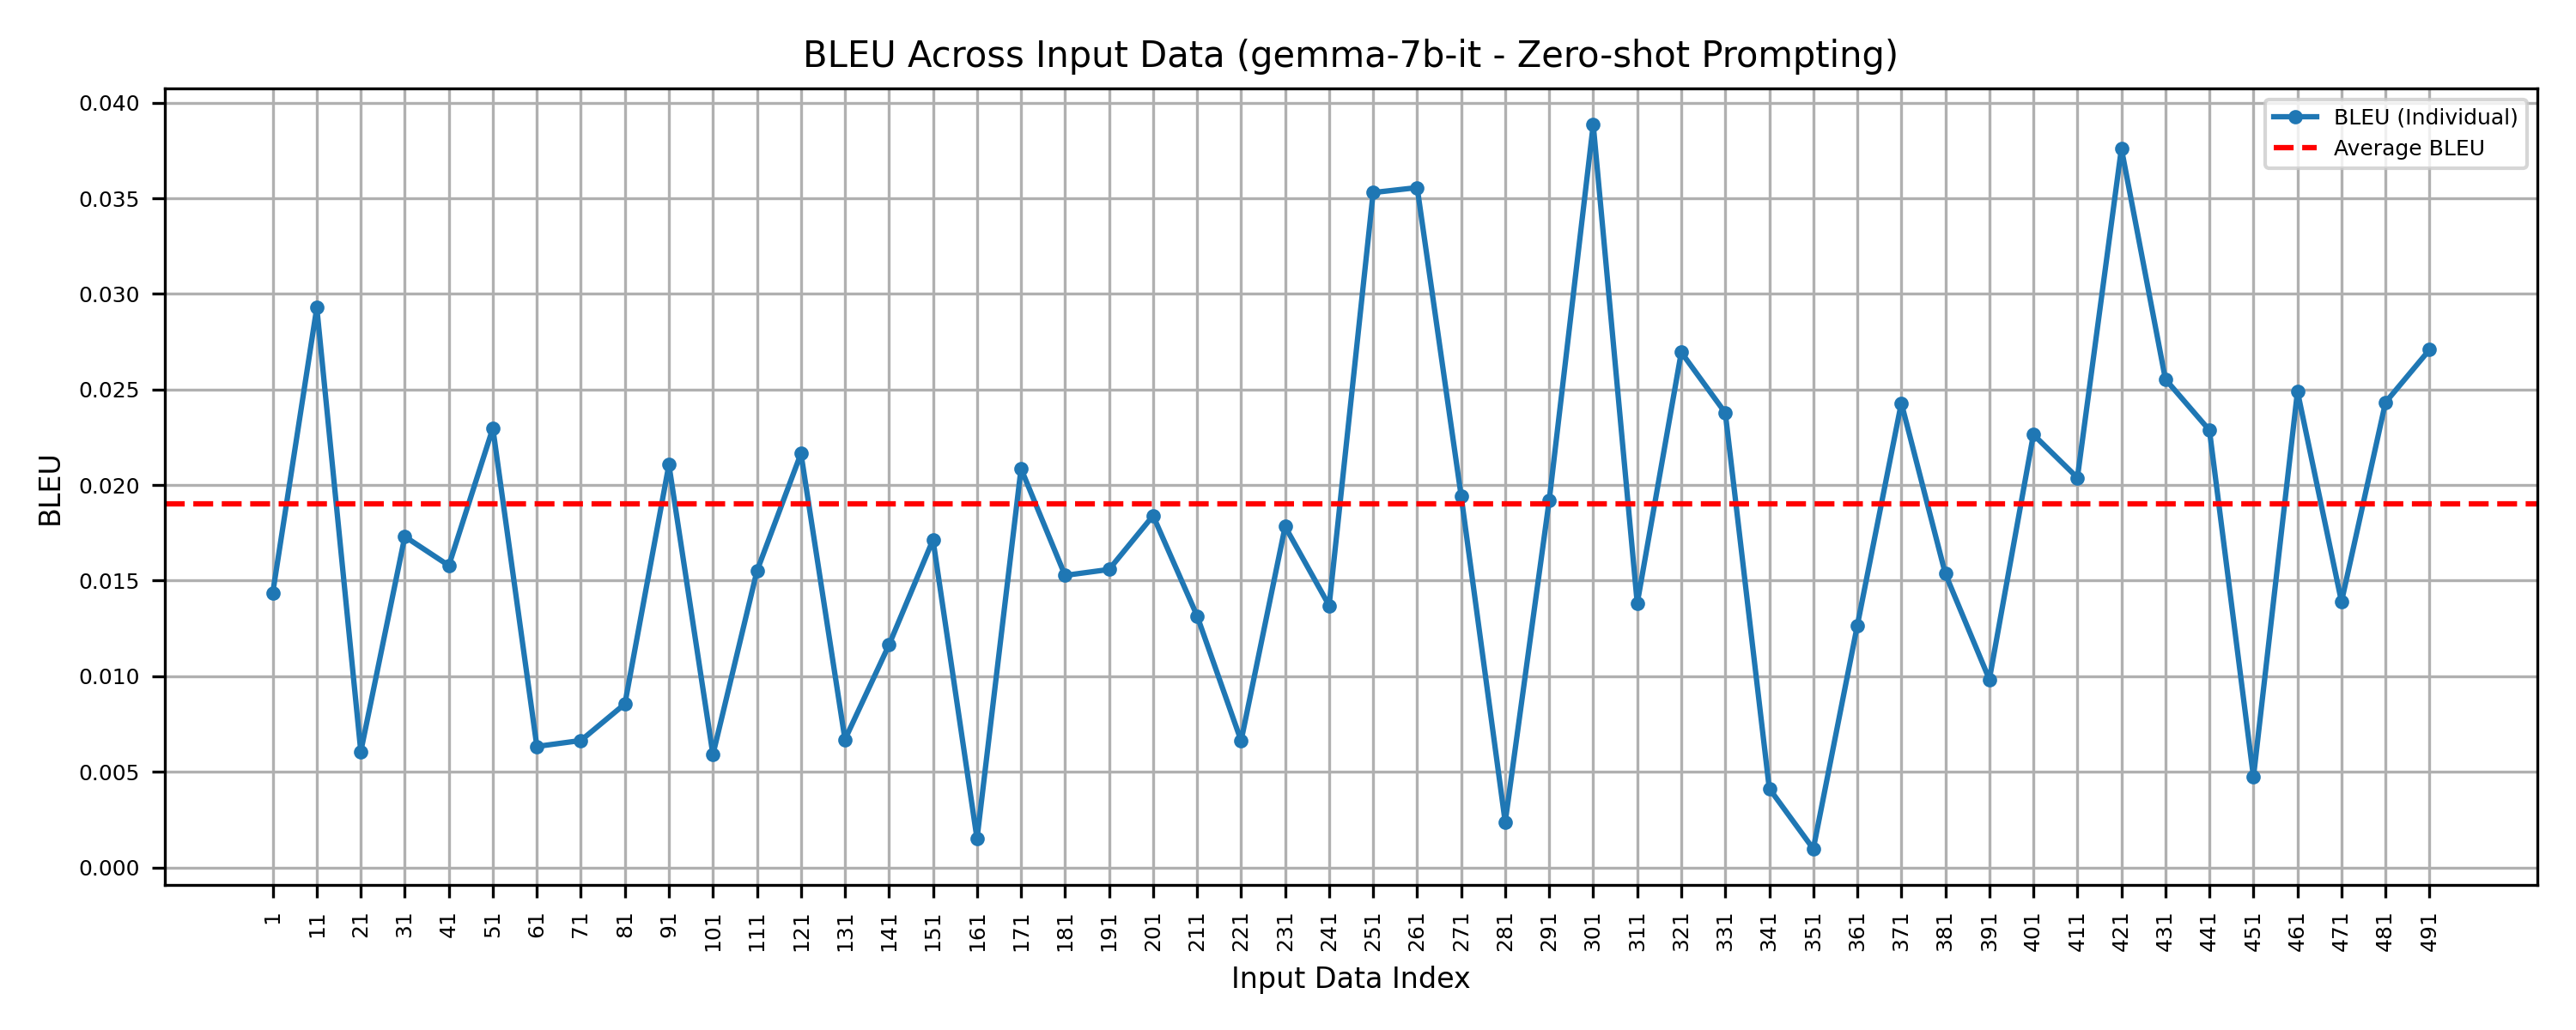 BLEU Across Input Data (gemma-7b-it - Zero-shot Prompting)
BLEU (Individual)
Average BLEU
0.040
0.035
0.030
0.025
0.020
0.015
0.010
0.005
0.000
BLEU
1 11 21 31 41 51 61 71 81 91 101 111 121 131 141 151 161 171 181 191 201 211 221 231 241 251 261 271 281 291 301 311 321 331 341 351 361 371 381 391 401 411 421 431 441 451 461 471 481 491
Input Data Index